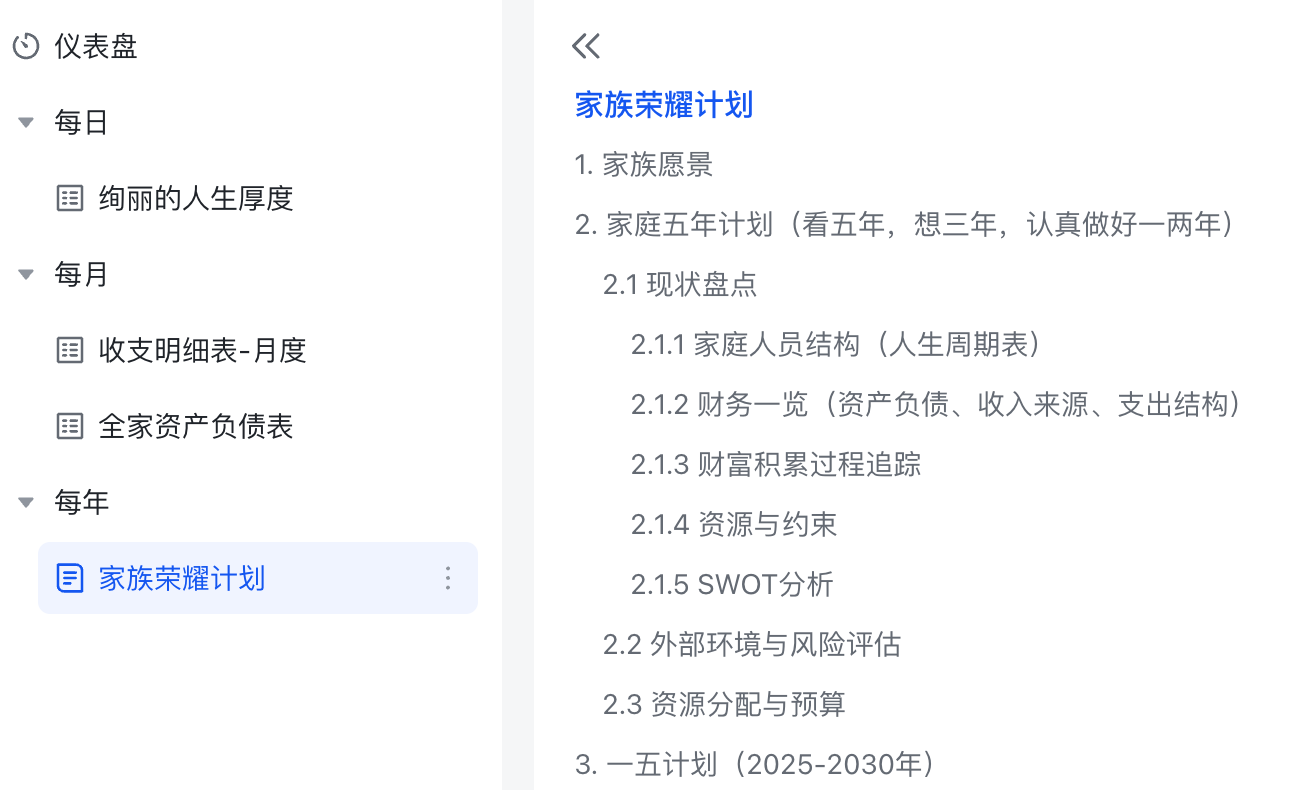 仪表盘
每日
绚丽的人生厚度
每月
收支明细表-月度
全家资产负债表
每年
家族荣耀计划
家族荣耀计划
1. 家族愿景
2. 家庭五年计划（看五年，想三年，认真做好一两年）
2.1 现状盘点
2.1.1 家庭人员结构（人生周期表）
2.1.2 财务一览（资产负债、收入来源、支出结构）
2.1.3 财富积累过程追踪
2.1.4 资源与约束
2.1.5 SWOT分析
2.2 外部环境与风险评估
2.3 资源分配与预算
3. 一五计划（2025-2030年）